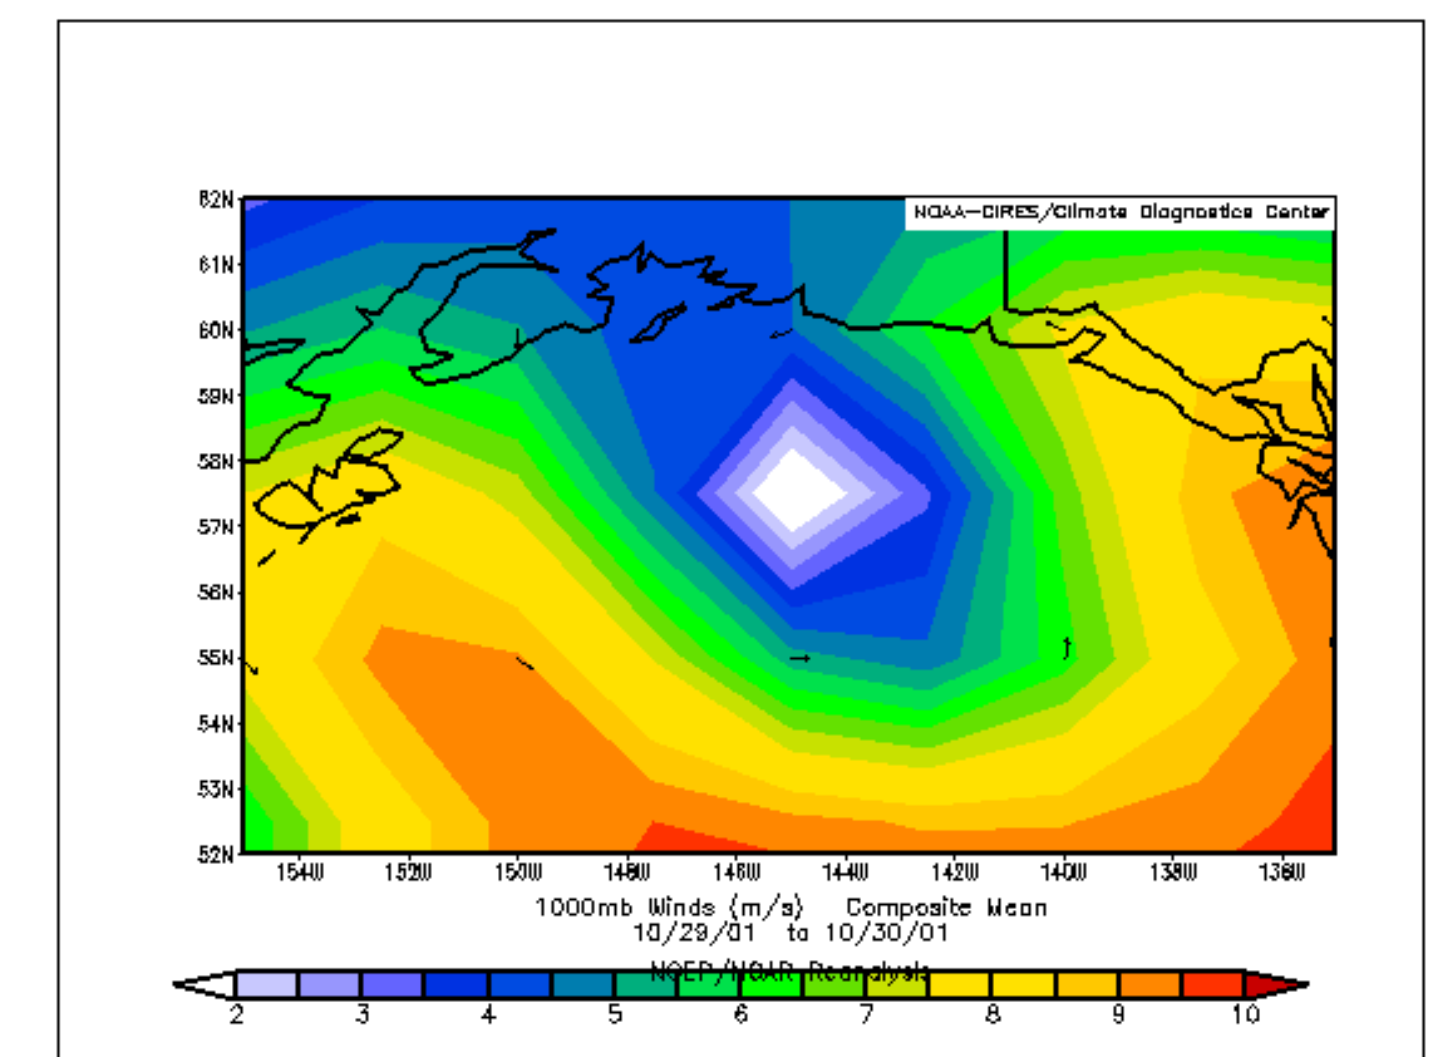 NOAA-CIRES/Climate Diagnostics Center
62N
61N
60N
59N
58N
57N
56N
55N
54N
53N
52N
154W 152W 150W 148W 146W 144W 142W 140W 138W 136W
1000mb Winds (m/s) Composite Mean
10/29/01 to 10/30/01
NCEP/NCAR Reanalysis
2 3 4 5 6 7 8 9 10